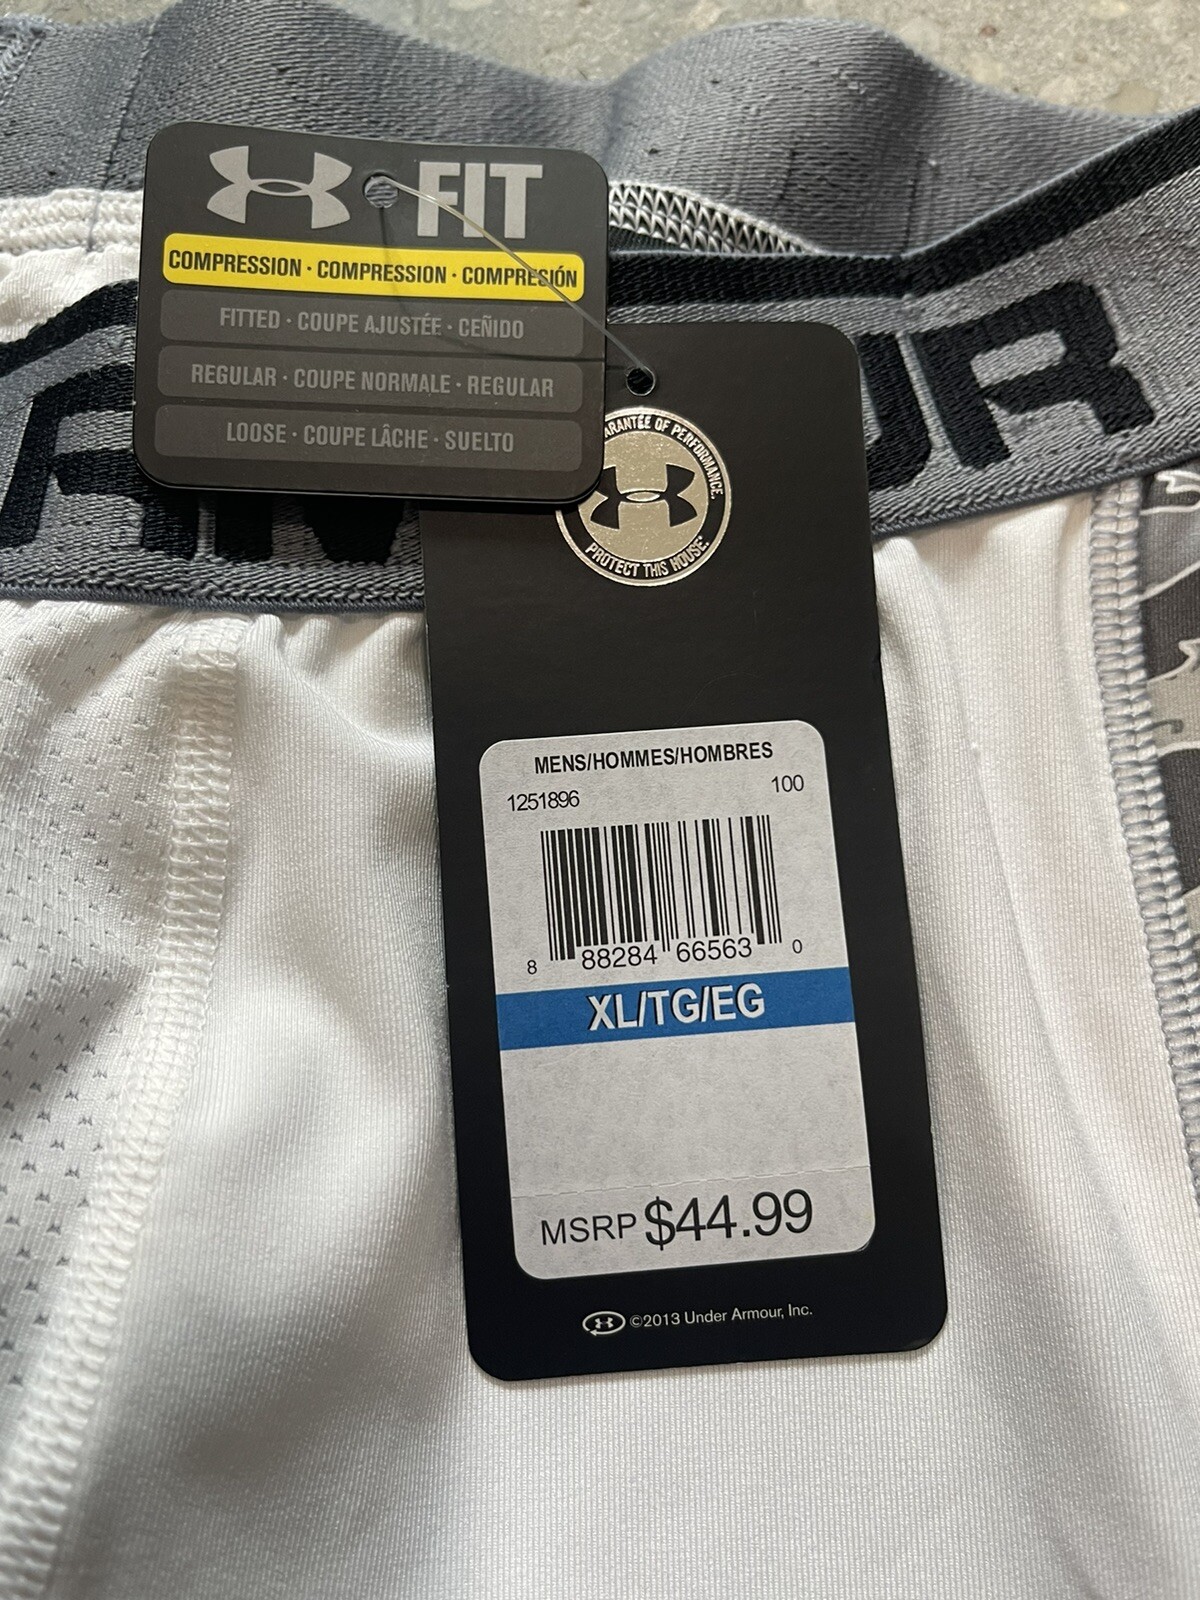 FIT
COMPRESSION · COMPRESSION · COMPRESIÓN
FITTED · COUPE AJUSTÉE · CEÑIDO
REGULAR · COUPE NORMALE · REGULAR
LOOSE · COUPE LÂCHE · SUELTO
OF PERFORMANCE.
PROTECT THIS HOUSE.
MENS/HOMMES/HOMBRES
1251896 100
8 88284 66563 0
XL/TG/EG
MSRP $44.99
©2013 Under Armour, Inc.